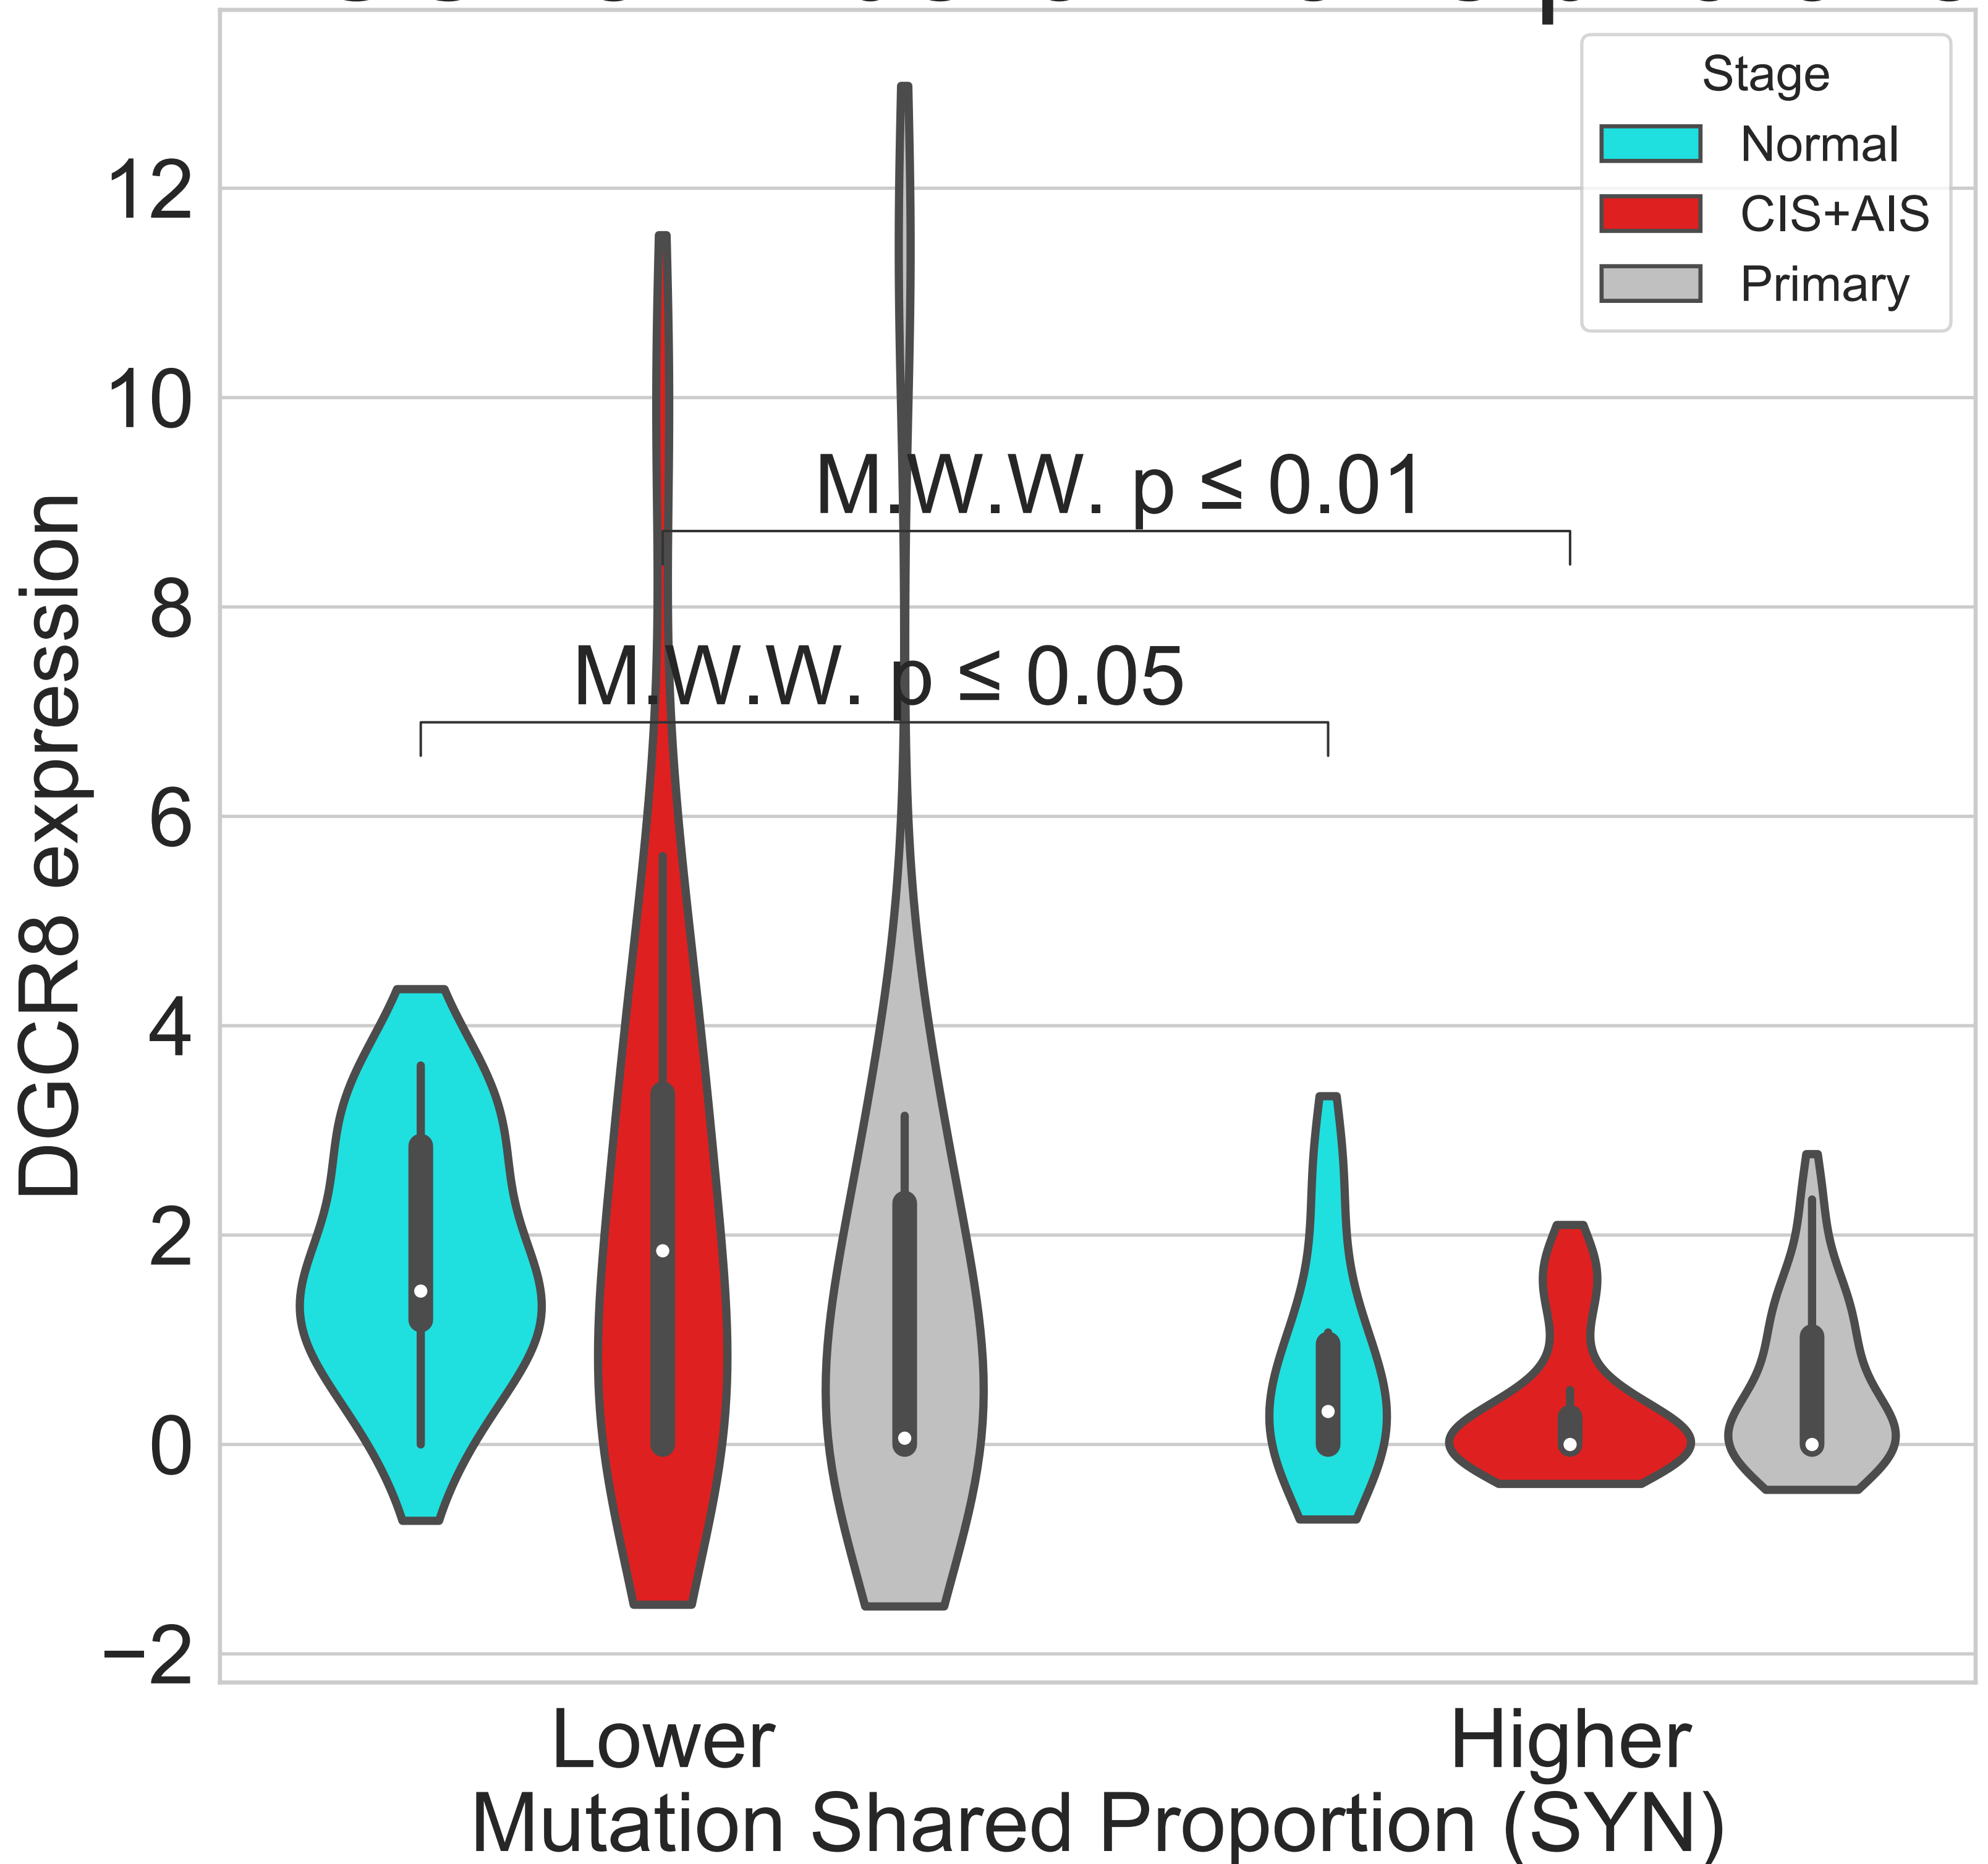 Stage
Normal
CIS+AIS
Primary
12
10
8
6
4
2
0
−2
DGCR8 expression
M.W.W. p ≤ 0.01
M.W.W. p ≤ 0.05
Lower
Higher
Mutation Shared Proportion (SYN)